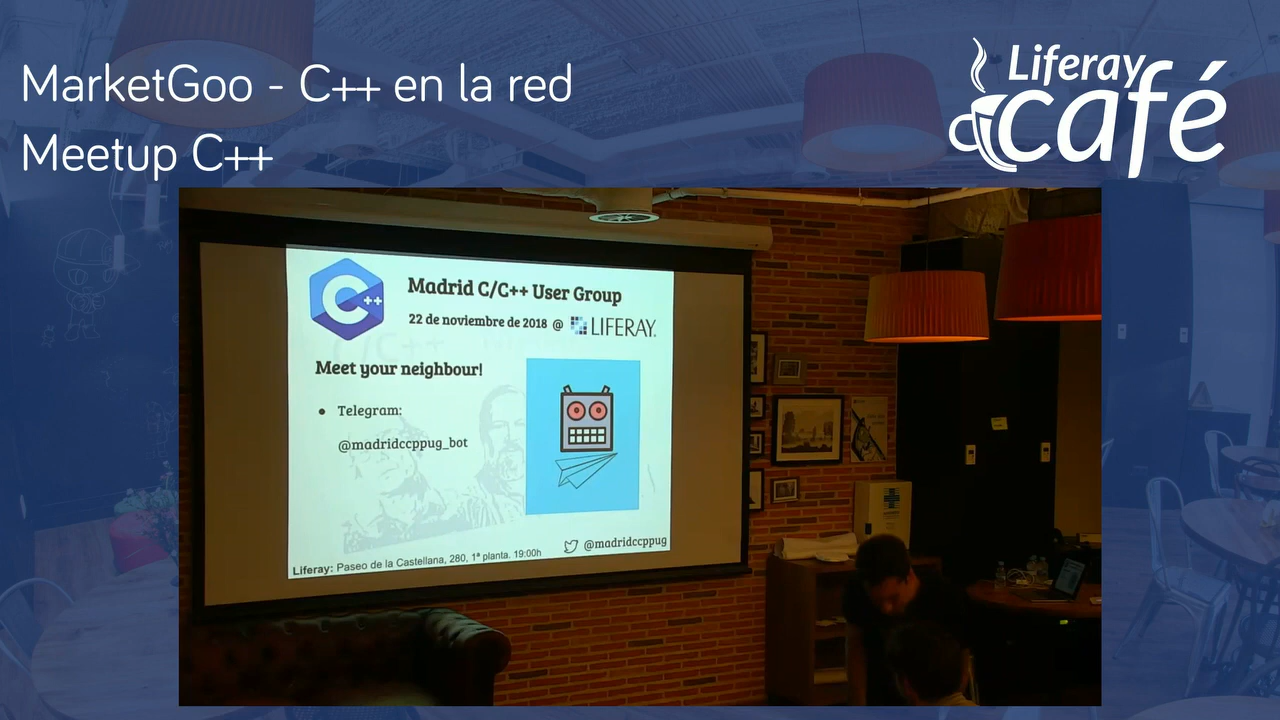 MarketGoo - C++ en la red
Meetup C++
Liferay
café
C++
Madrid C/C++ User Group
22 de noviembre de 2018 @ LIFERAY.
Meet your neighbour!
• Telegram:
@madridccppug_bot
@madridccppug
Liferay: Paseo de la Castellana, 280, 1ª planta. 19:00h